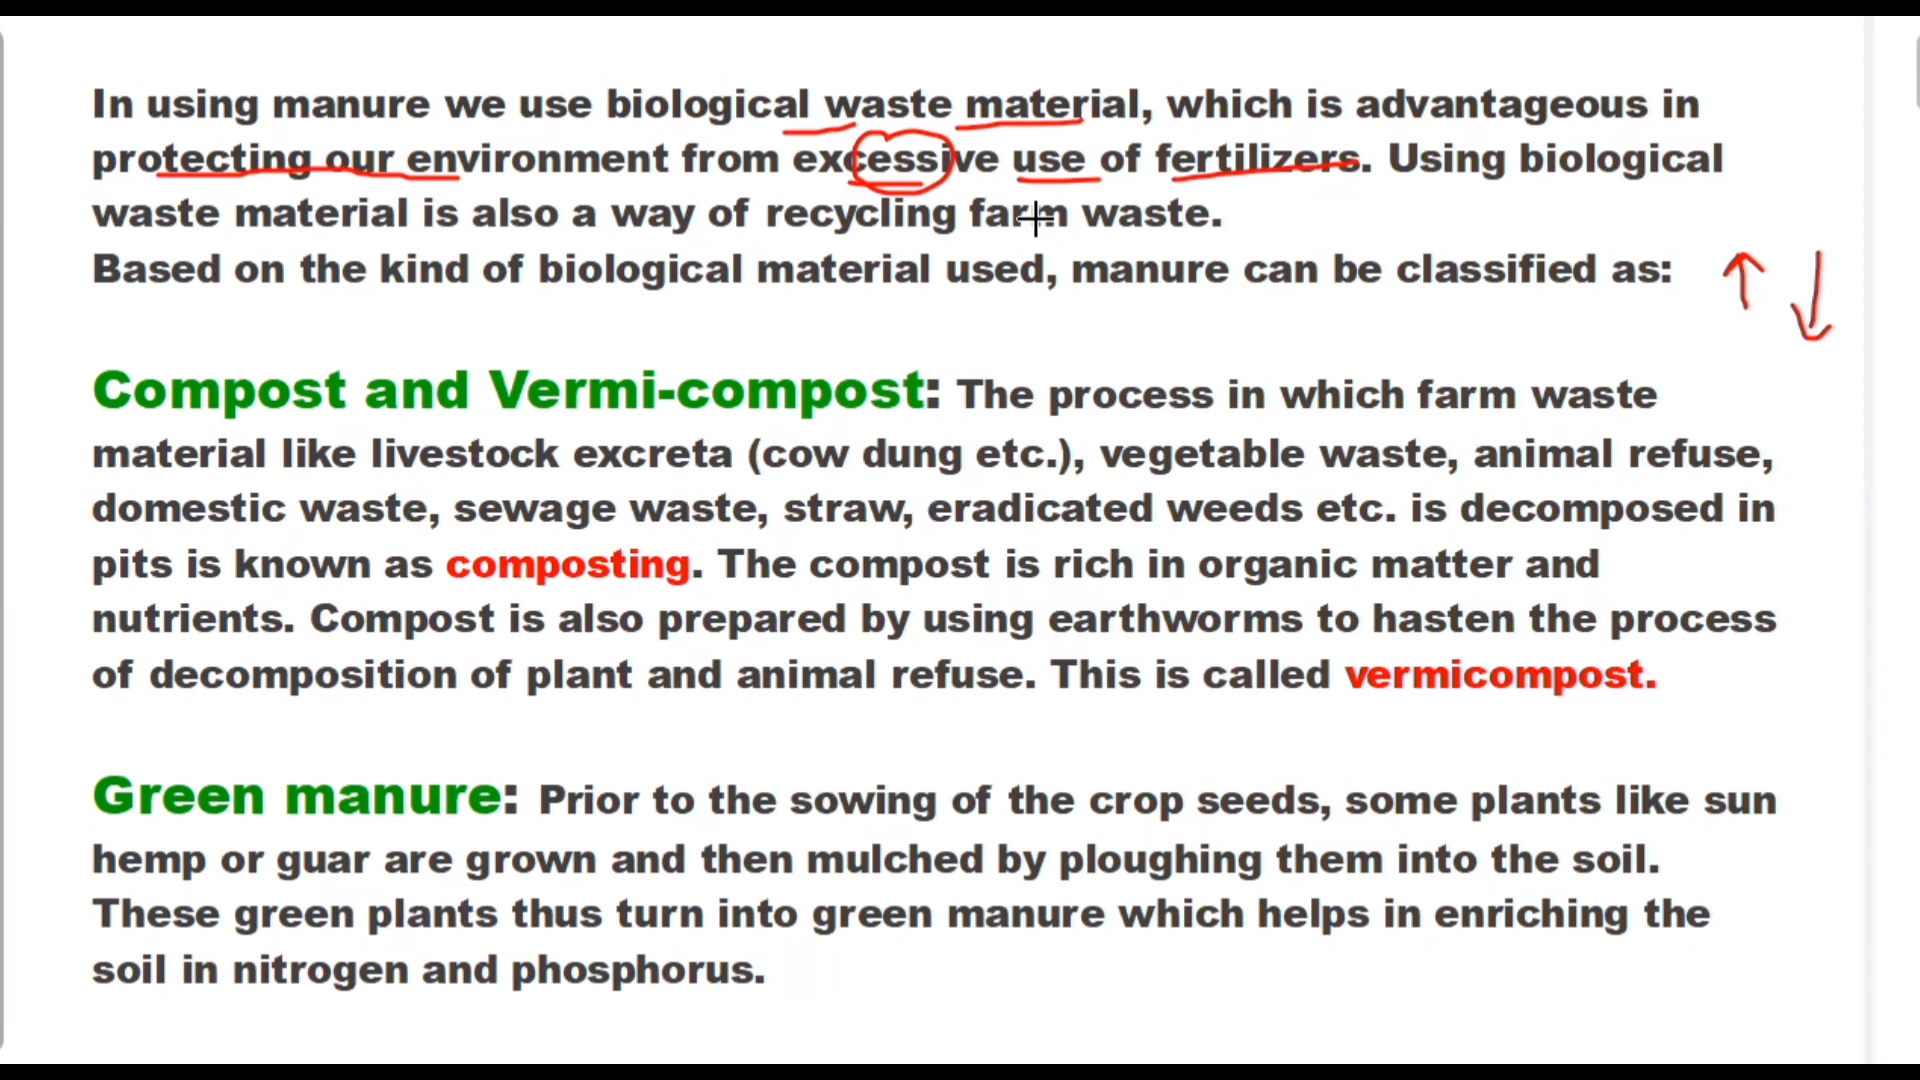 In using manure we use biological waste material, which is advantageous in
protecting our environment from excessive use of fertilizers. Using biological
waste material is also a way of recycling farm waste.
Based on the kind of biological material used, manure can be classified as:
Compost and Vermi-compost: The process in which farm waste
material like livestock excreta (cow dung etc.), vegetable waste, animal refuse,
domestic waste, sewage waste, straw, eradicated weeds etc. is decomposed in
pits is known as composting. The compost is rich in organic matter and
nutrients. Compost is also prepared by using earthworms to hasten the process
of decomposition of plant and animal refuse. This is called vermicompost.
Green manure: Prior to the sowing of the crop seeds, some plants like sun
hemp or guar are grown and then mulched by ploughing them into the soil.
These green plants thus turn into green manure which helps in enriching the
soil in nitrogen and phosphorus.